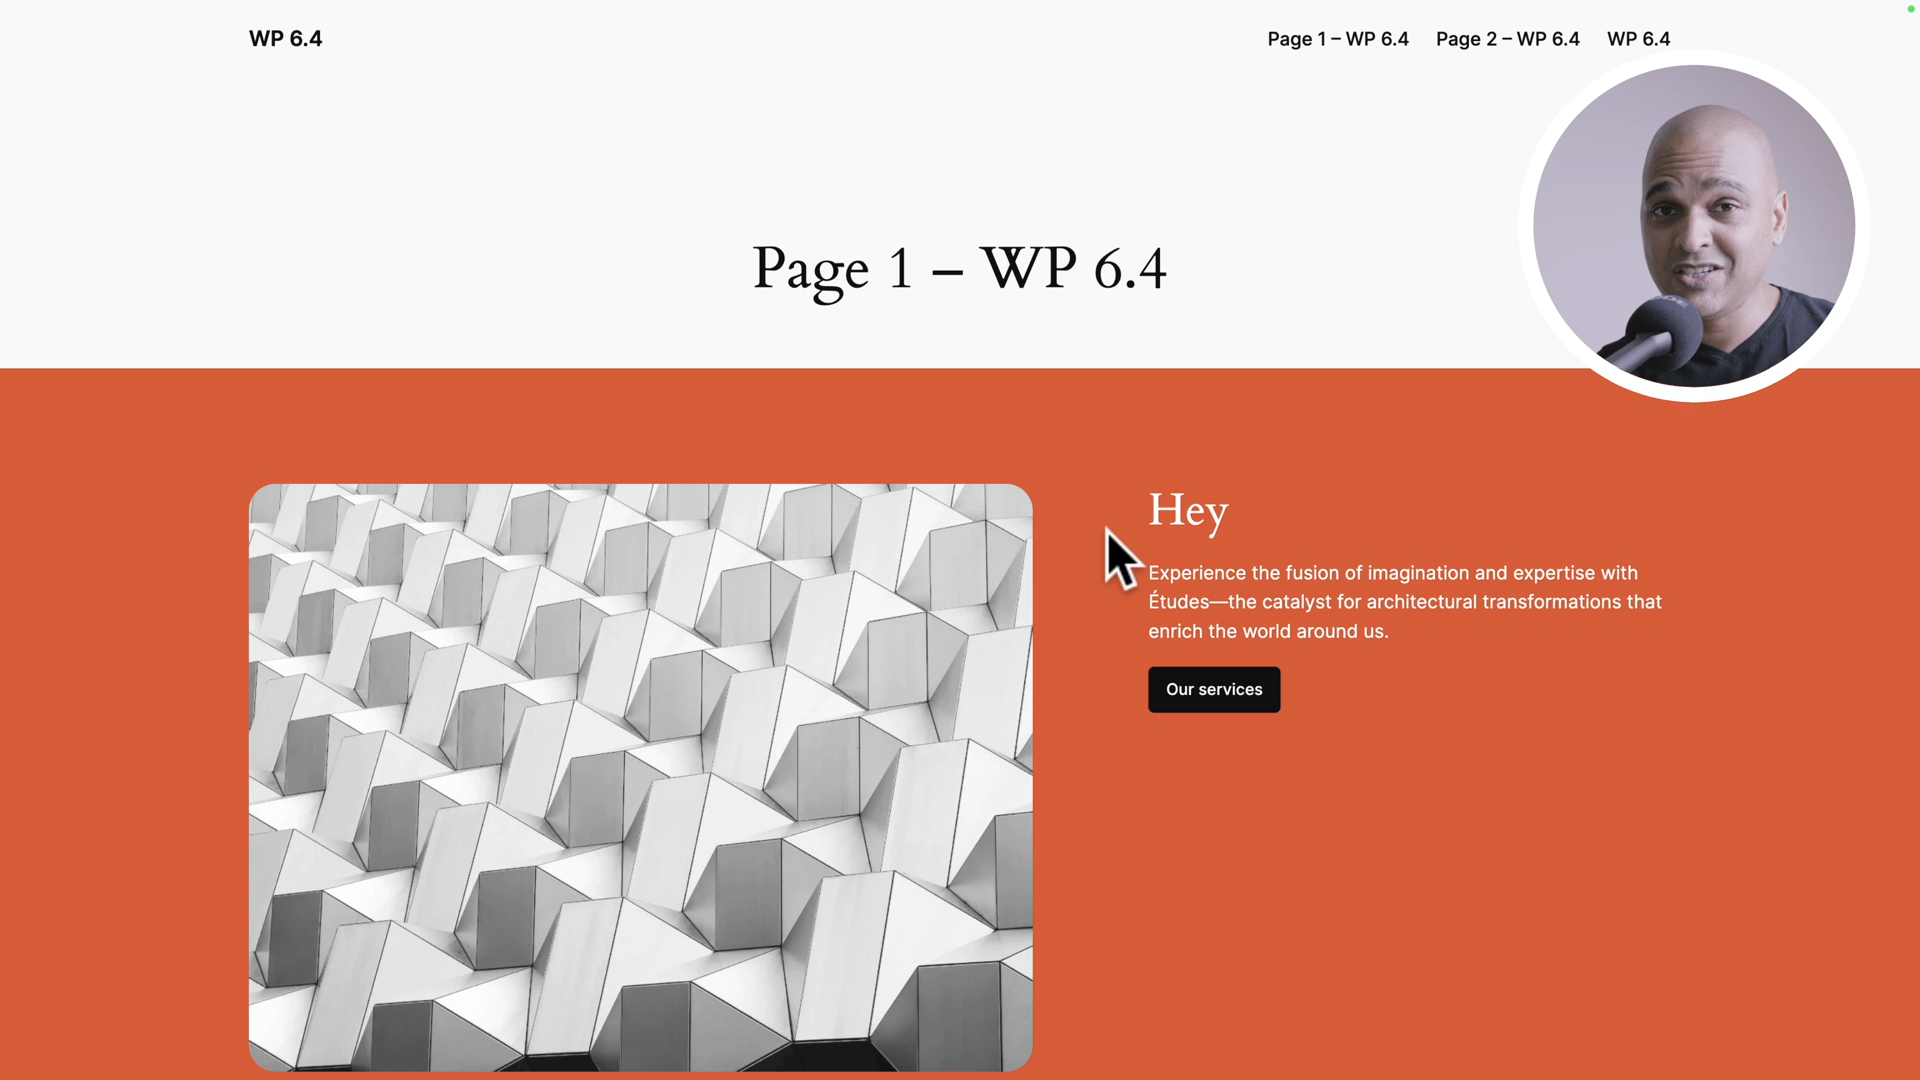 WP 6.4
Page 1 – WP 6.4
Page 2 – WP 6.4
WP 6.4
Page 1 – WP 6.4
Hey
Experience the fusion of imagination and expertise with
Études—the catalyst for architectural transformations that
enrich the world around us.
Our services